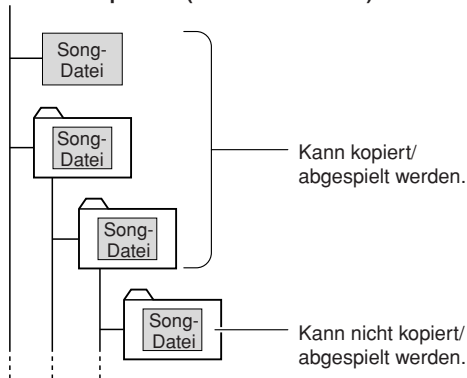 Song-
Datei
Song-
Datei
Kann kopiert/
abgespielt werden.
Song-
Datei
Song-
Datei
Kann nicht kopiert/
abgespielt werden.